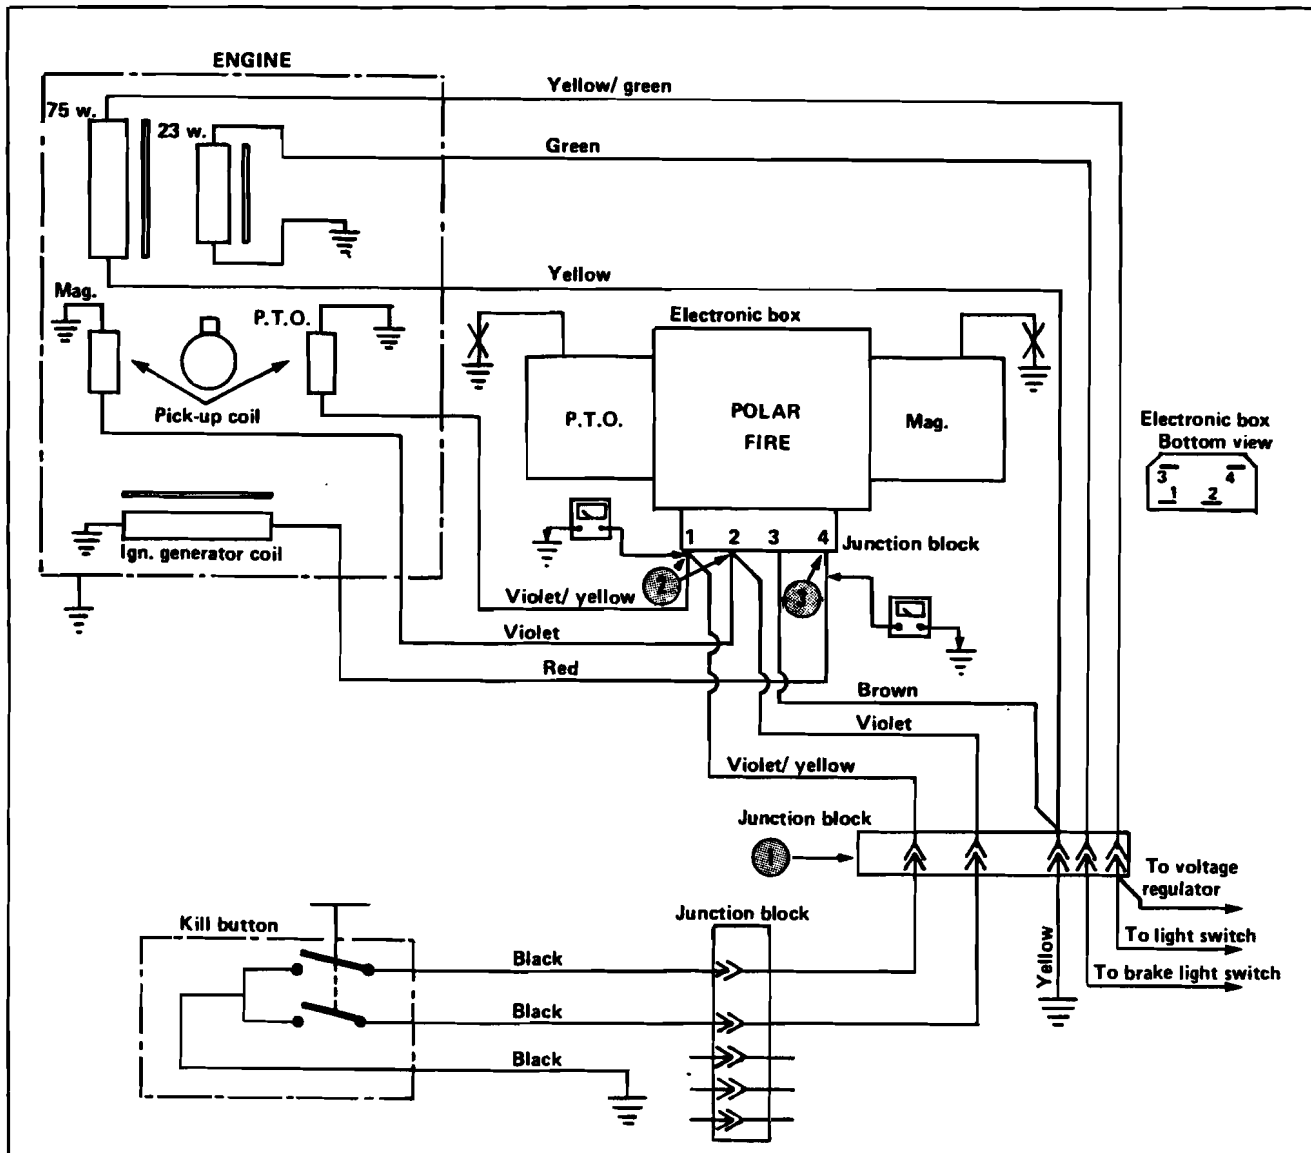 ENGINE
Yellow/ green
75 w.
23 w.
Green
Yellow
Mag.
P.T.O.
Electronic box
Pick-up coil
P.T.O.
POLAR
FIRE
Mag.
Electronic box
Bottom view
3
4
1
2
Ign. generator coil
1 2 3 4
Junction block
2
3
Violet/ yellow
Violet
Red
Brown
Violet
Violet/ yellow
Junction block
1
To voltage
regulator
Kill button
Junction block
To light switch
Yellow
Black
To brake light switch
Black
Black